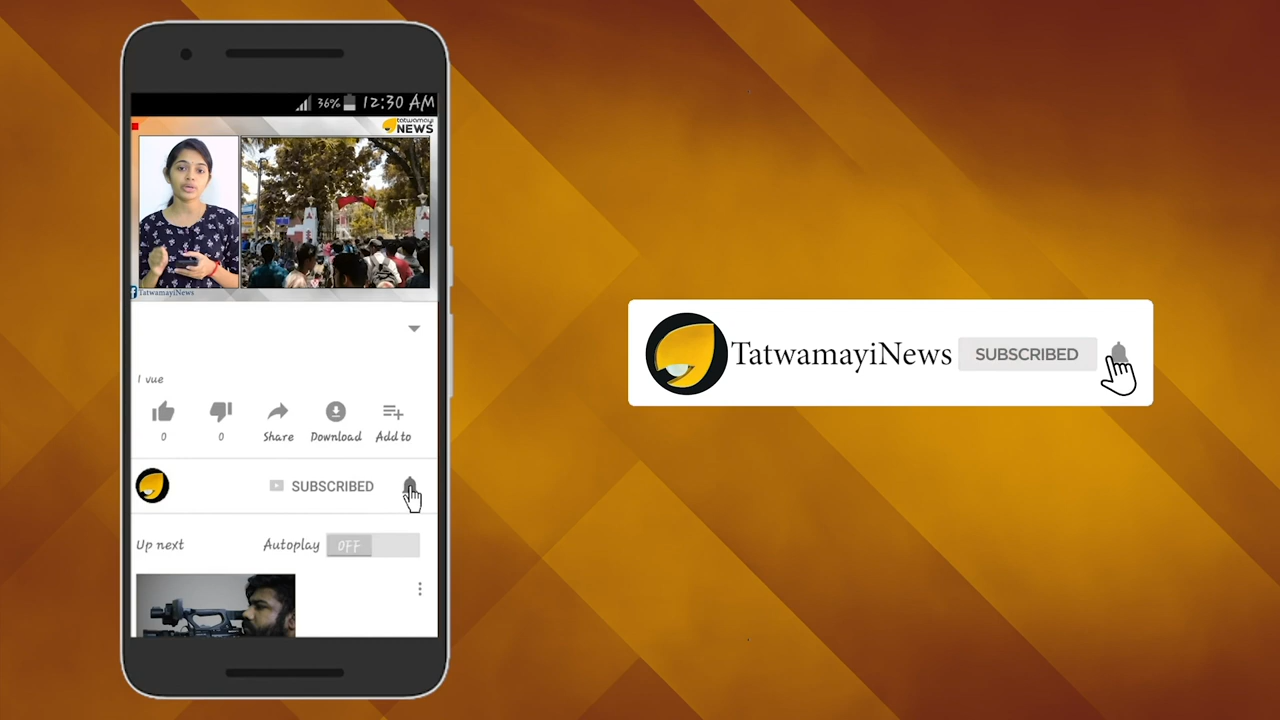 36% 12:30 AM
tatwamayi
NEWS
TatwamayiNews
1 vue
0
0
Share
Download
Add to
SUBSCRIBED
Up next
Autoplay
OFF
TatwamayiNews
SUBSCRIBED